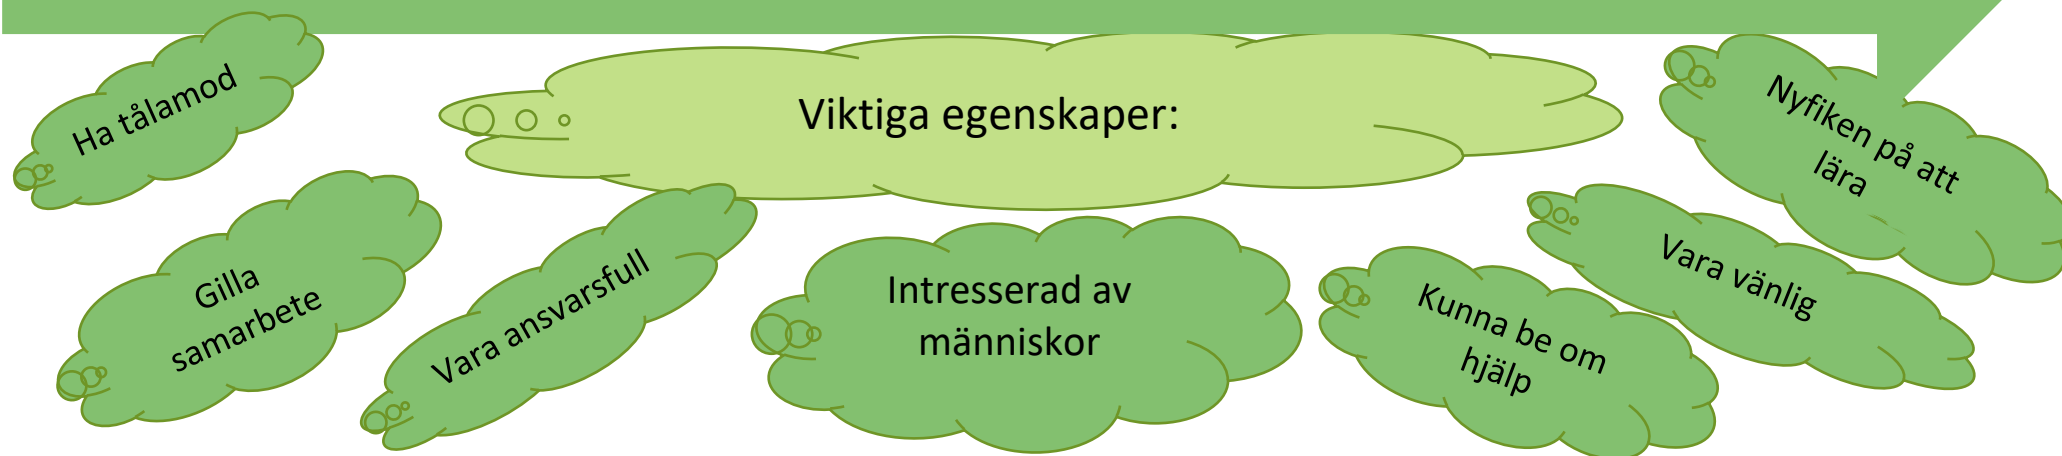 Viktiga egenskaper:
Ha tålamod
Gilla
samarbete
Vara ansvarsfull
Intresserad av
människor
Kunna be om
hjälp
Vara vänlig
Nyfiken på att
lära